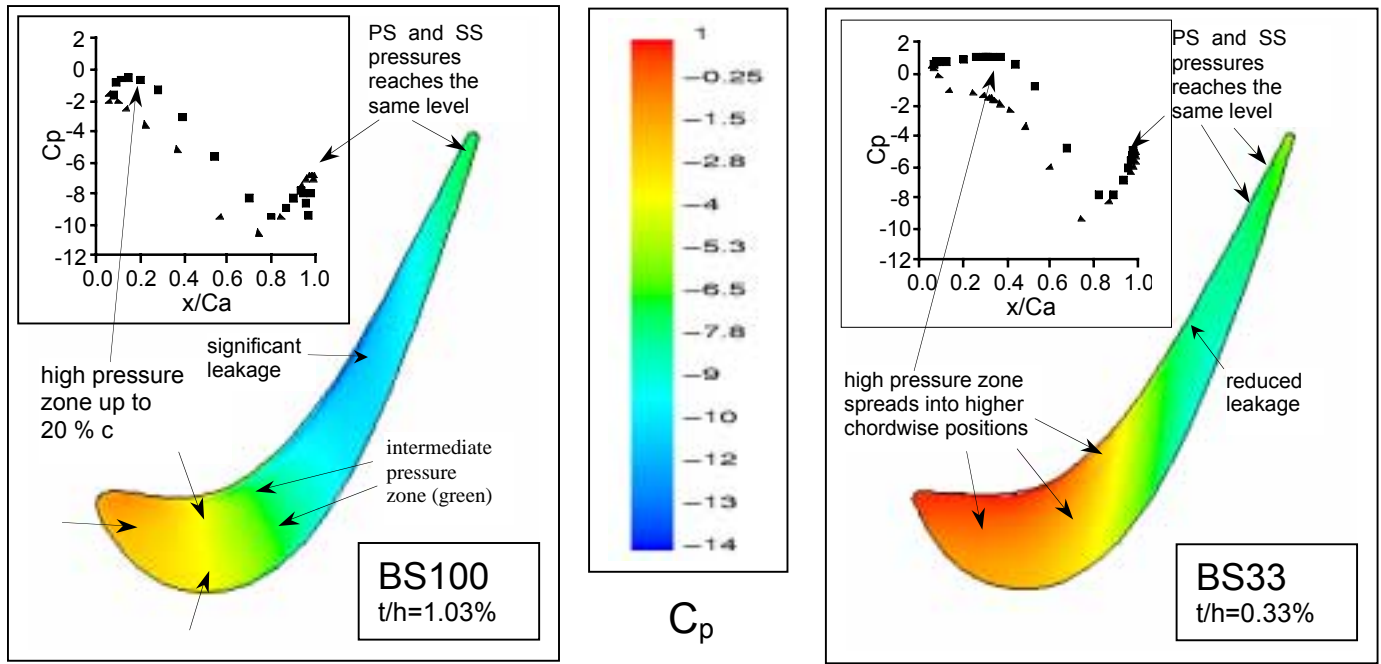 PS and SS
pressures
reaches the
same level
2
0
-2
-4
-6
-8
-10
-12
Cp
0.0 0.2 0.4 0.6 0.8 1.0
x/Ca
significant
leakage
high pressure
zone up to
20 % c
intermediate
pressure
zone (green)
BS100
t/h=1.03%
1
−0.25
−1.5
−2.8
−4
−5.3
−6.5
−7.8
−9
−10
−12
−13
−14
Cp
PS and SS
pressures
reaches the
same level
2
0
-2
-4
-6
-8
-10
-12
Cp
0.0 0.2 0.4 0.6 0.8 1.0
x/Ca
high pressure zone
spreads into higher
chordwise positions
reduced
leakage
BS33
t/h=0.33%